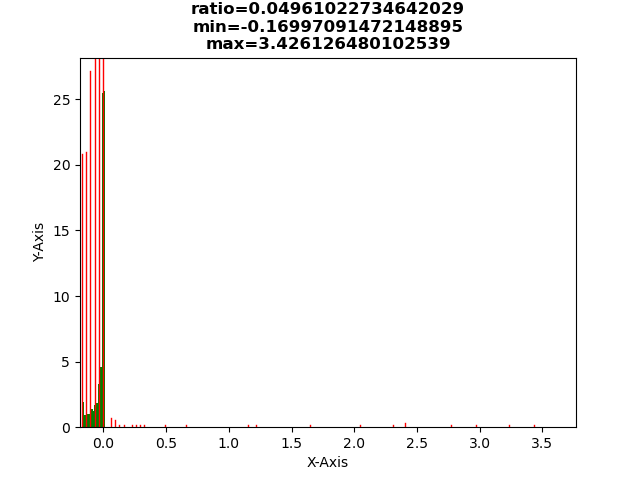 ratio=0.04961022734642029
min=-0.16997091472148895
max=3.426126480102539
25
20
15
10
5
0
Y-Axis
0.0 0.5 1.0 1.5 2.0 2.5 3.0 3.5
X-Axis